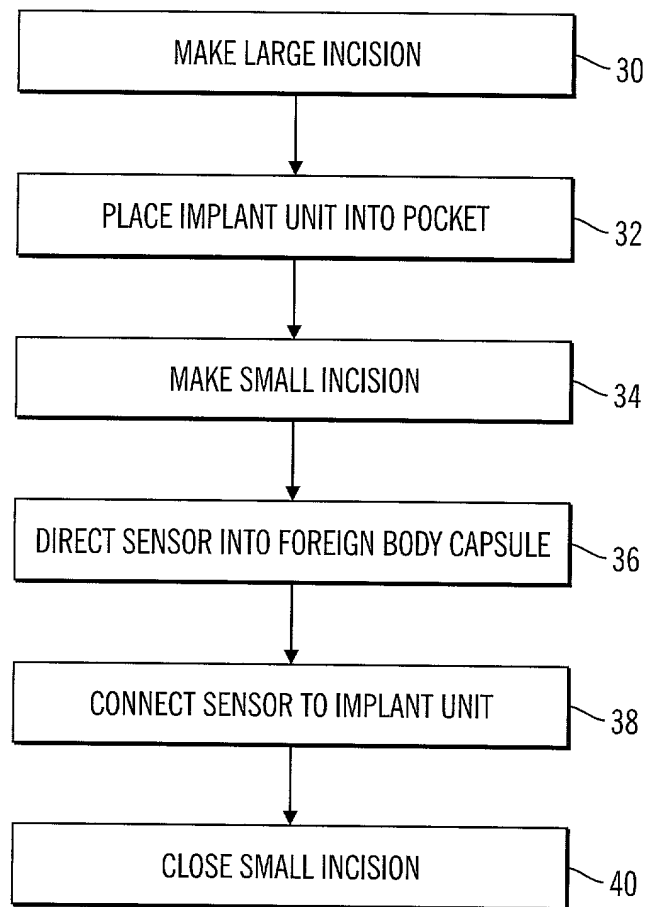 MAKE LARGE INCISION
30
PLACE IMPLANT UNIT INTO POCKET
32
MAKE SMALL INCISION
34
DIRECT SENSOR INTO FOREIGN BODY CAPSULE
36
CONNECT SENSOR TO IMPLANT UNIT
38
CLOSE SMALL INCISION
40